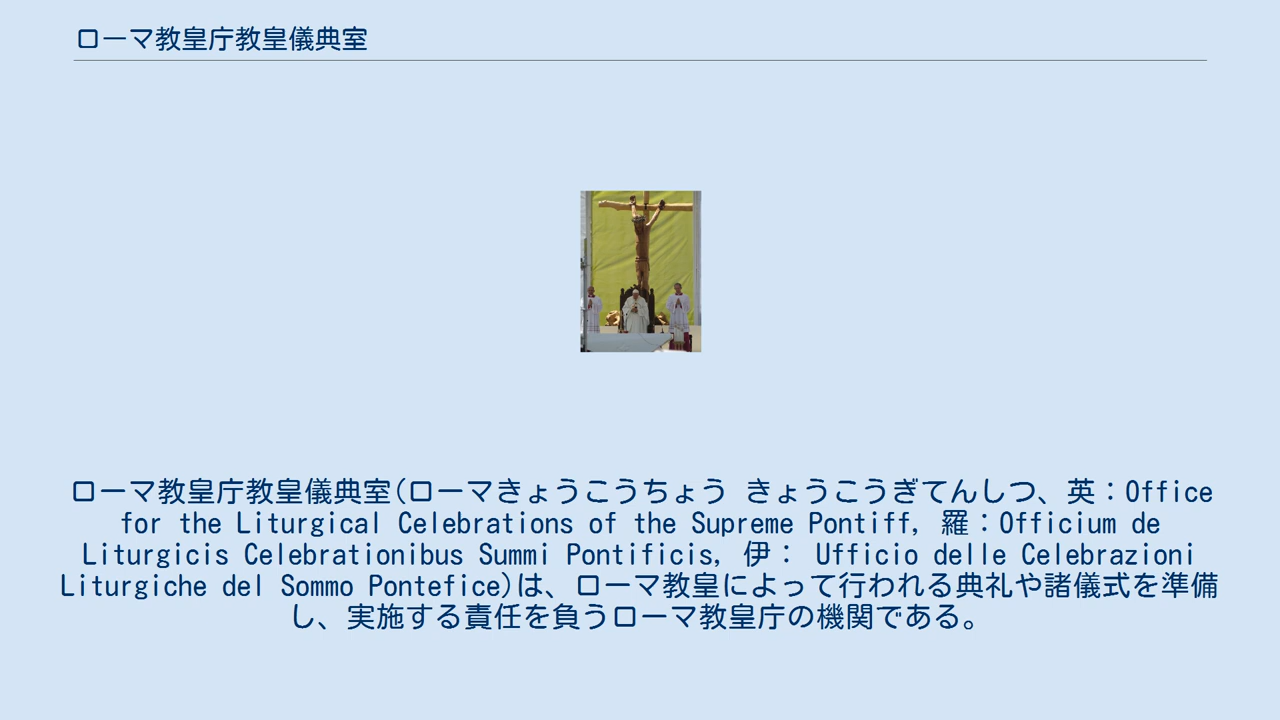 ローマ教皇庁教皇儀典室
ローマ教皇庁教皇儀典室(ローマきょうこうちょう きょうこうぎてんしつ、英：Office
for the Liturgical Celebrations of the Supreme Pontiff, 羅：Officium de
Liturgicis Celebrationibus Summi Pontificis, 伊： Ufficio delle Celebrazioni
Liturgiche del Sommo Pontefice)は、ローマ教皇によって行われる典礼や諸儀式を準備
し、実施する責任を負うローマ教皇庁の機関である。